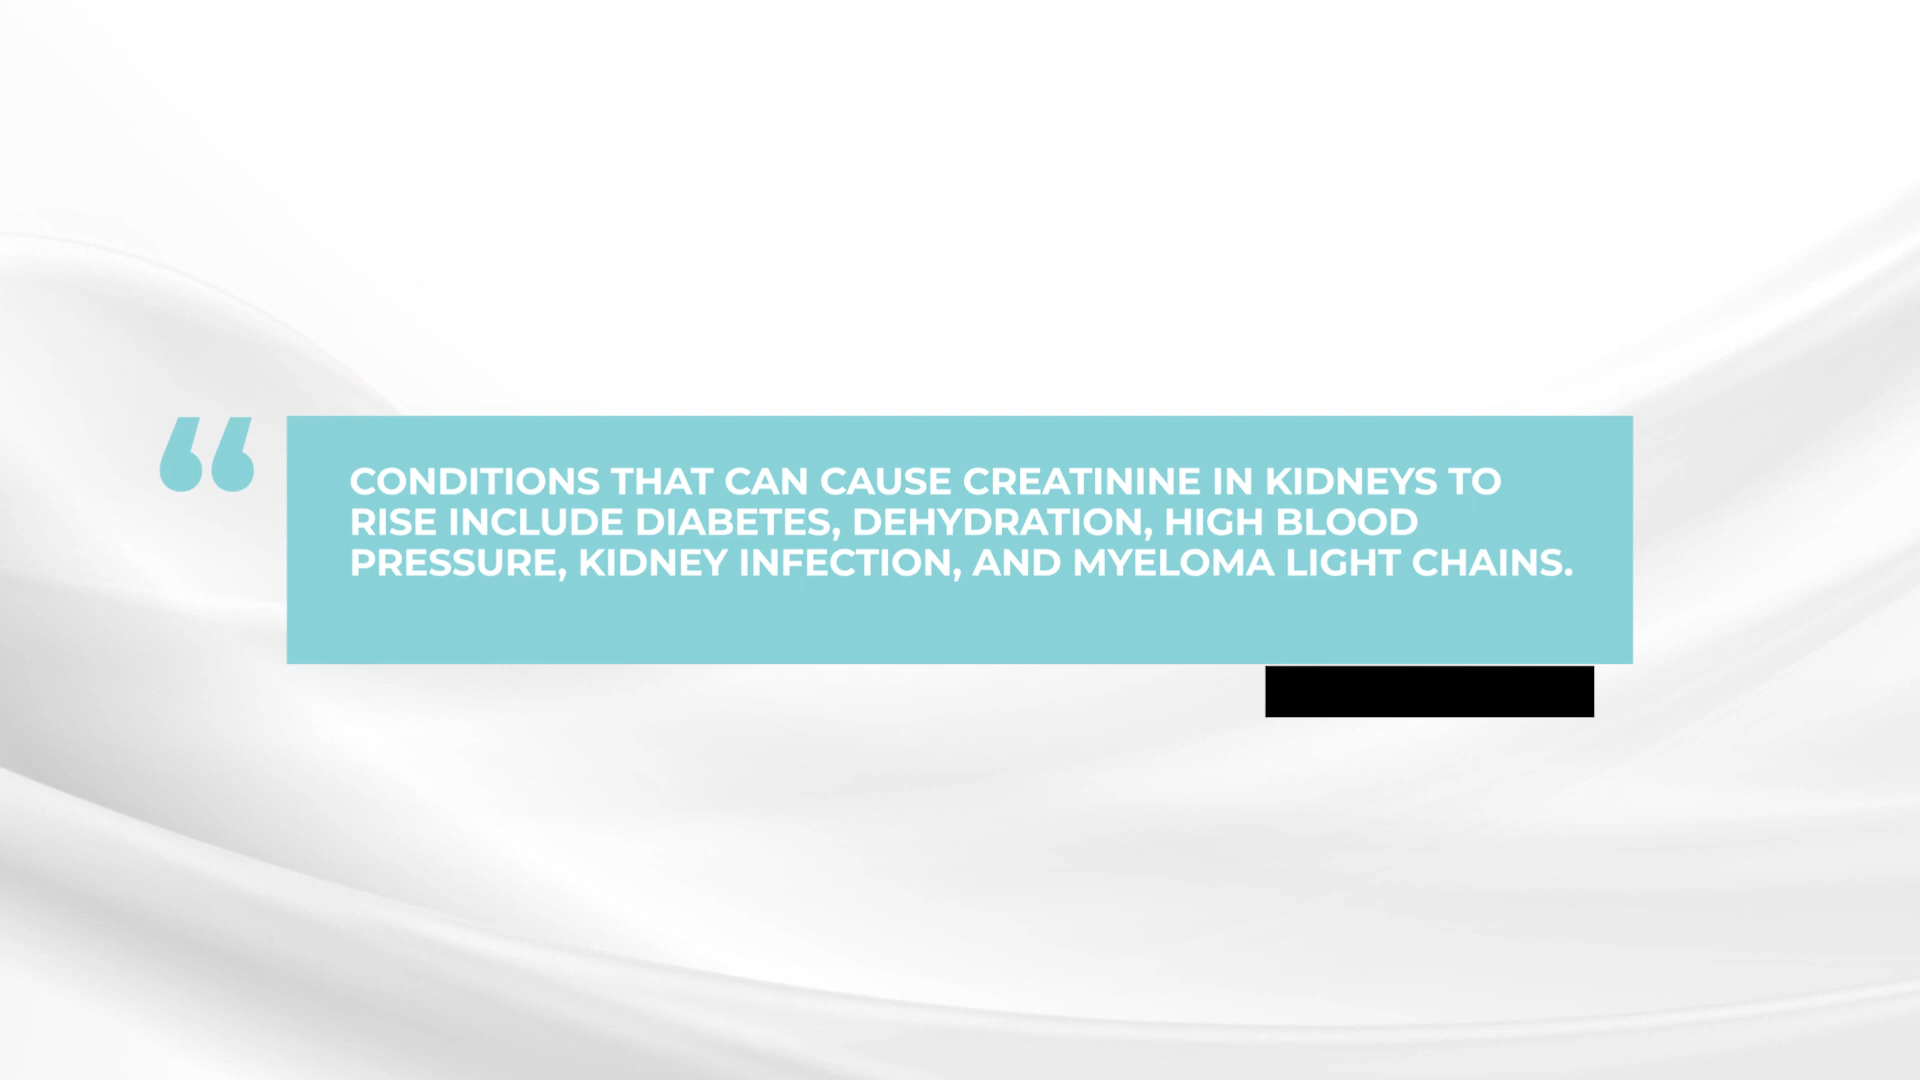 “
CONDITIONS THAT CAN CAUSE CREATININE IN KIDNEYS TO
RISE INCLUDE DIABETES, DEHYDRATION, HIGH BLOOD
PRESSURE, KIDNEY INFECTION, AND MYELOMA LIGHT CHAINS.